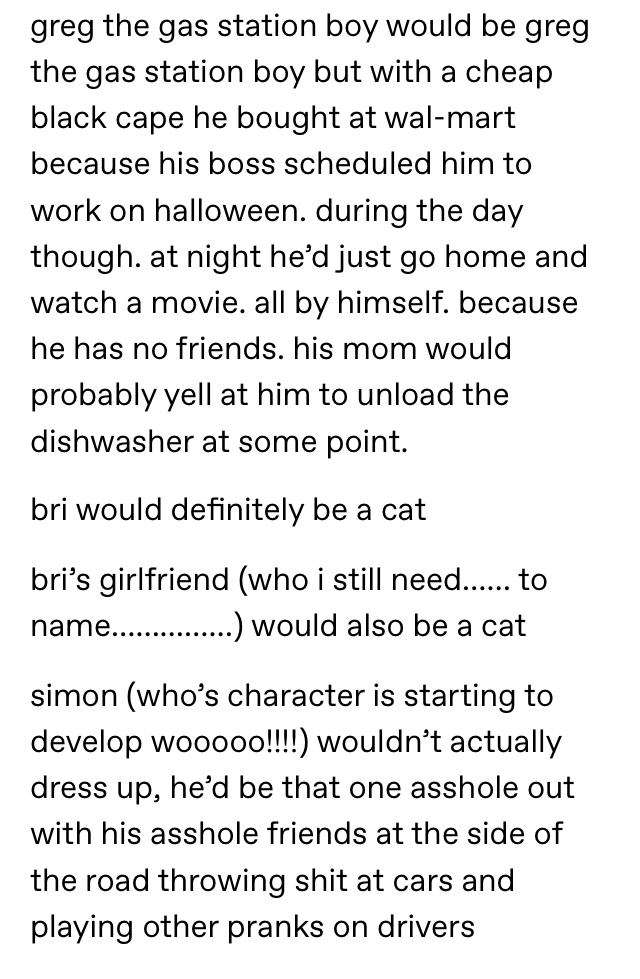 greg the gas station boy would be greg
the gas station boy but with a cheap
black cape he bought at wal-mart
because his boss scheduled him to
work on halloween. during the day
though. at night he’d just go home and
watch a movie. all by himself. because
he has no friends. his mom would
probably yell at him to unload the
dishwasher at some point.
bri would definitely be a cat
bri’s girlfriend (who i still need...... to
name...............) would also be a cat
simon (who’s character is starting to
develop wooooo!!!!) wouldn’t actually
dress up, he’d be that one asshole out
with his asshole friends at the side of
the road throwing shit at cars and
playing other pranks on drivers